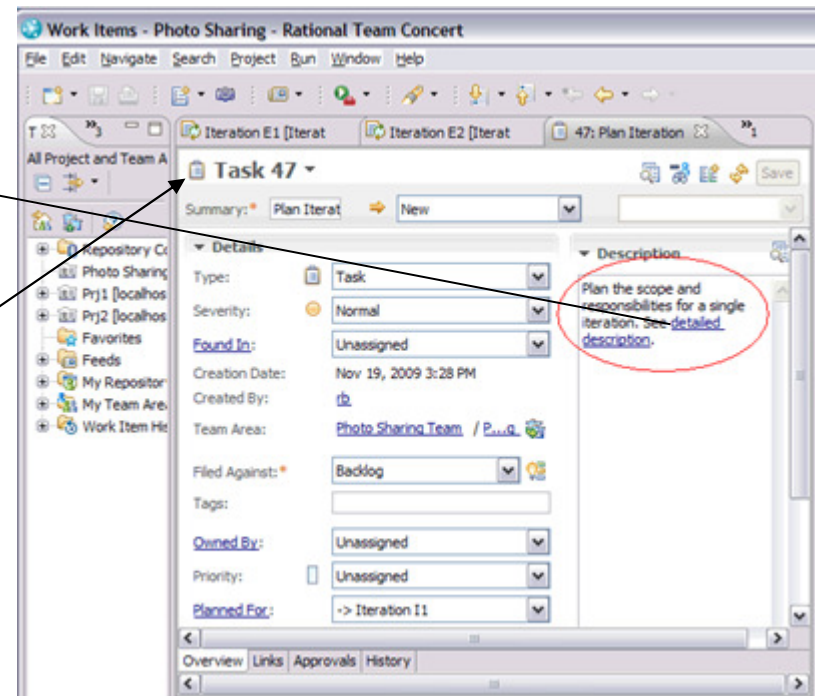 Work Items - Photo Sharing - Rational Team Concert
File Edit Navigate Search Project Run Window Help
T 3 Iteration E1 [Iterat Iteration E2 [Iterat 47: Plan Iteration 1
All Project and Team A
Task 47 Save
Summary:* Plan Iterat New
Repository Co
Photo Sharing
Prj1 [localhos
Prj2 [localhos
Favorites
Feeds
My Repositor
My Team Are
Work Item His
Details
Type: Task
Severity: Normal
Found In: Unassigned
Creation Date: Nov 19, 2009 3:28 PM
Created By: rb
Team Area: Photo Sharing Team / P...g
Filed Against:* Backlog
Tags:
Owned By: Unassigned
Priority: Unassigned
Planned For: -> Iteration I1
Description
Plan the scope and
responsibilities for a single
iteration. See detailed
description.
Overview Links Approvals History